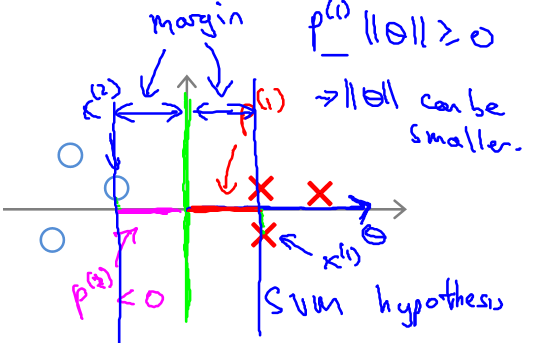 margin
p^(1) ||θ|| ≥ 0
→ ||θ|| can be
smaller.
x^(2)
p^(1)
θ
x^(1)
p^(2) < 0
SVM hypothesis